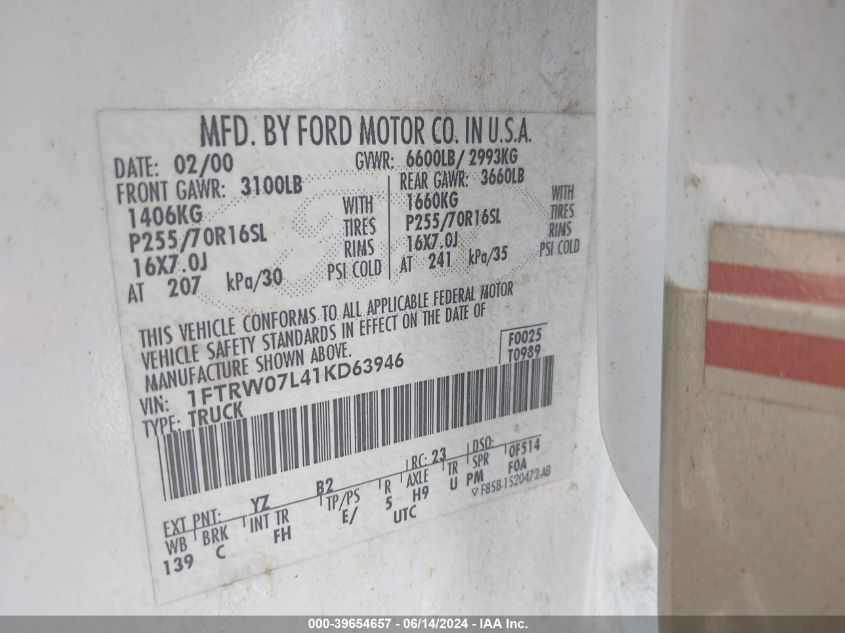 MFD. BY FORD MOTOR CO. IN U.S.A.
DATE: 02/00 GVWR: 6600LB/ 2993KG
FRONT GAWR: 3100LB REAR GAWR: 3660LB
1406KG WITH 1660KG WITH
P255/70R16SL TIRES P255/70R16SL TIRES
16X7.0J RIMS 16X7.0J RIMS
AT 207 kPa/30 PSI COLD AT 241 kPa/35 PSI COLD
THIS VEHICLE CONFORMS TO ALL APPLICABLE FEDERAL MOTOR
VEHICLE SAFETY STANDARDS IN EFFECT ON THE DATE OF
MANUFACTURE SHOWN ABOVE.
F0025
T0989
VIN: 1FTRW07L41KD63946
TYPE: TRUCK
EXT PNT: YZ B2 RC: 23 DSO:
WB BRK INT TR TP/PS R AXLE TR SPR 0F514
139 C FH E/ 5 H9 U PM F0A
UTC ▽ F85B-1520472-AB
000-39654657 - 06/14/2024 - IAA Inc.